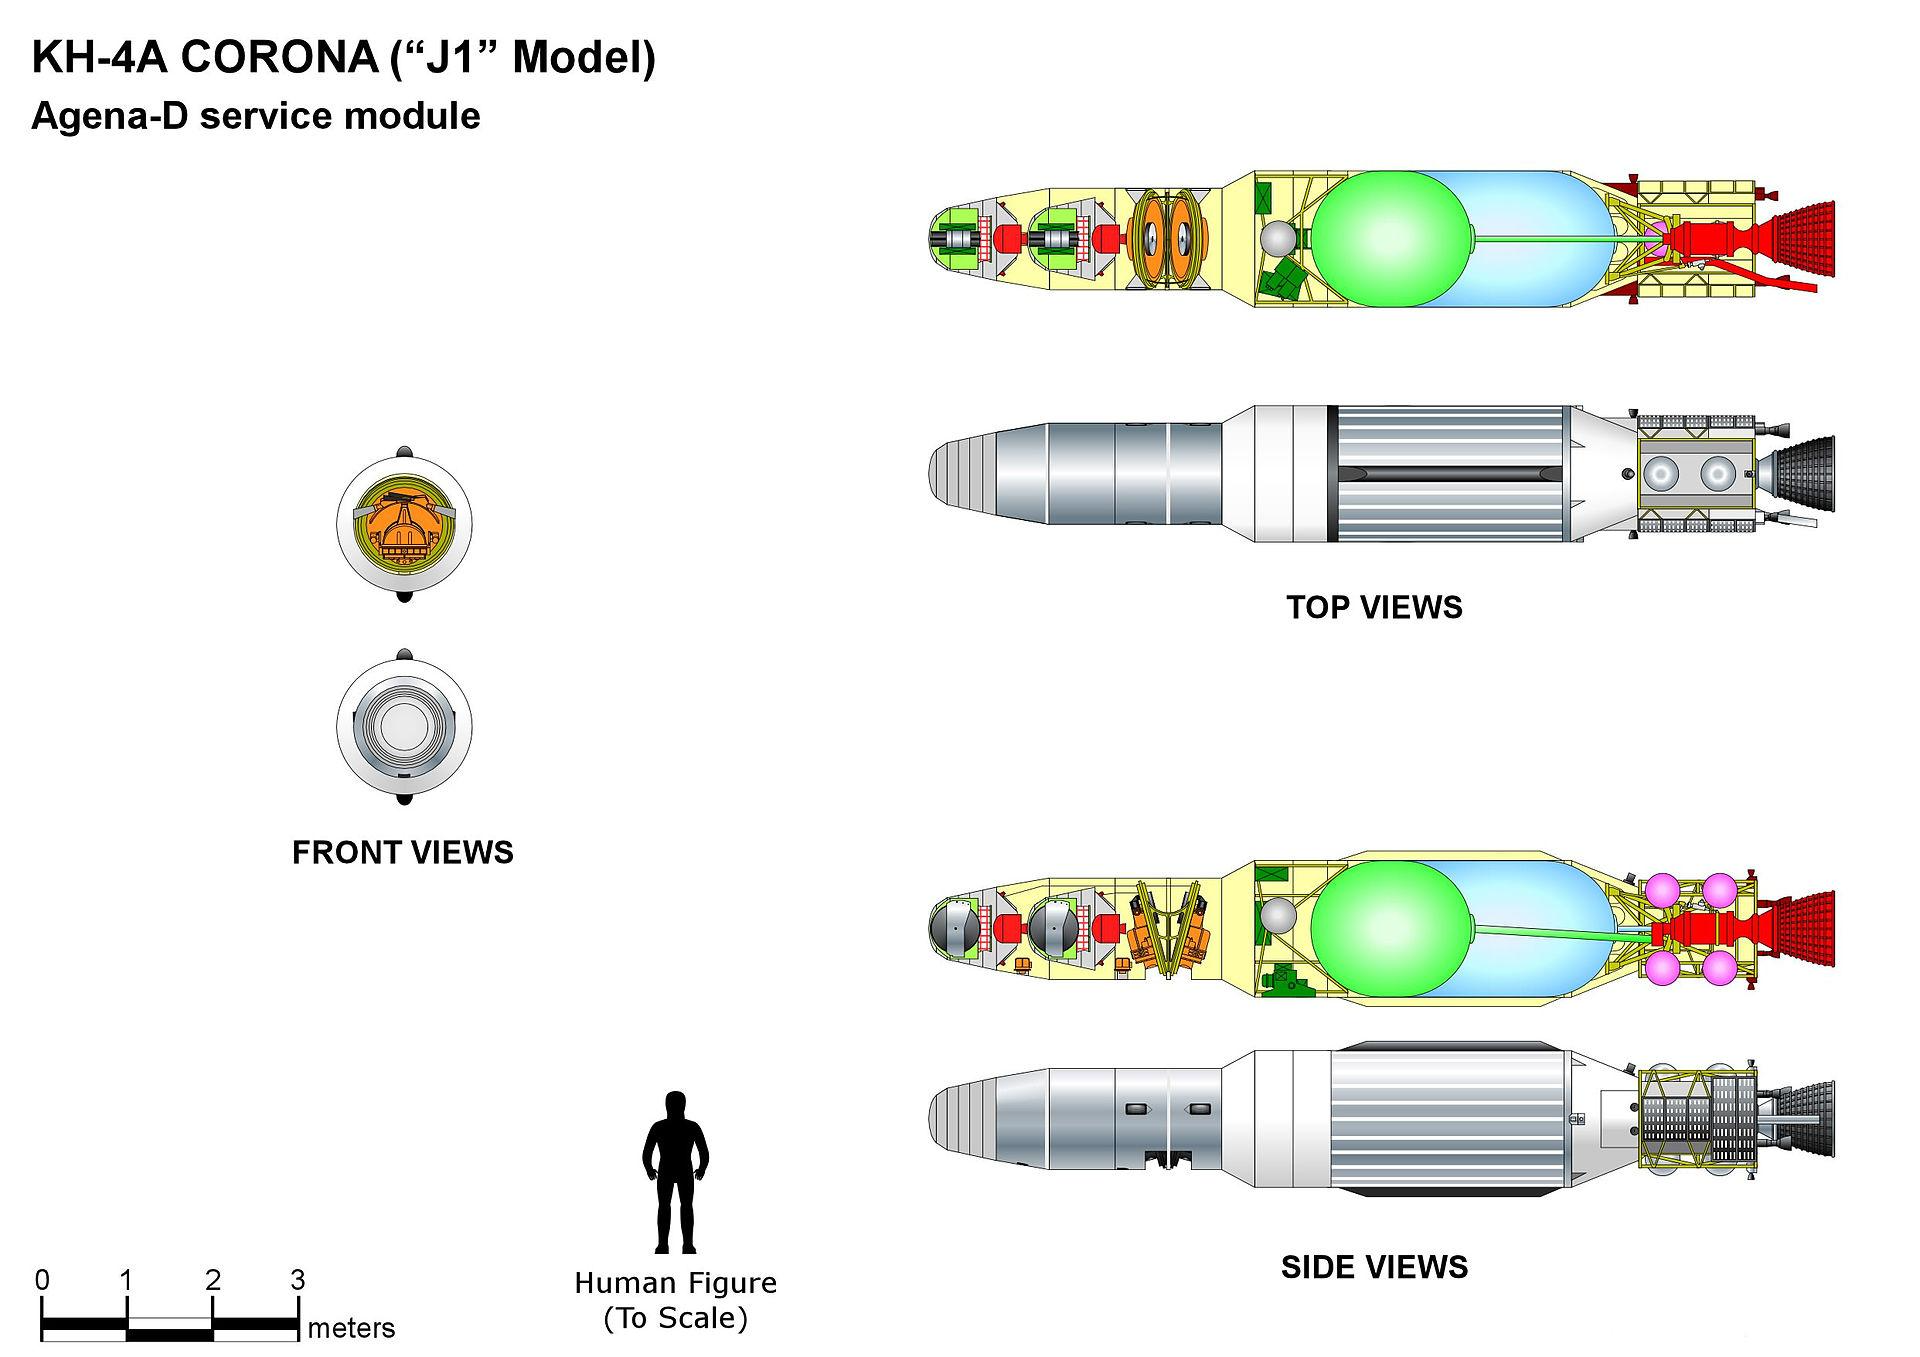 KH-4A CORONA (“J1” Model)
Agena-D service module
TOP VIEWS
FRONT VIEWS
SIDE VIEWS
Human Figure
(To Scale)
0 1 2 3
meters